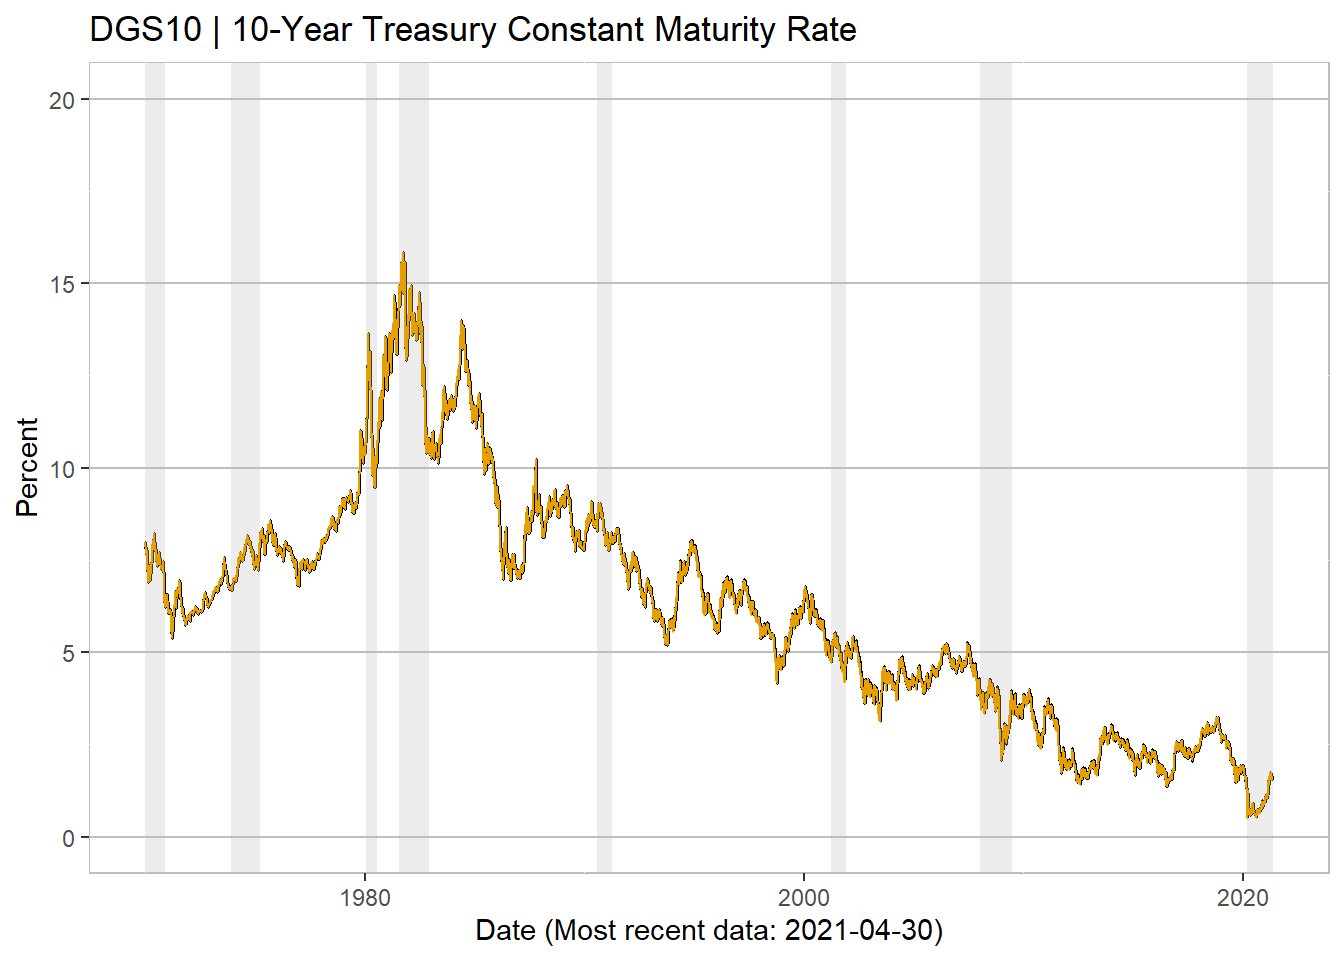 DGS10 | 10-Year Treasury Constant Maturity Rate
20
15
10
5
0
Percent
1980
2000
2020
Date (Most recent data: 2021-04-30)